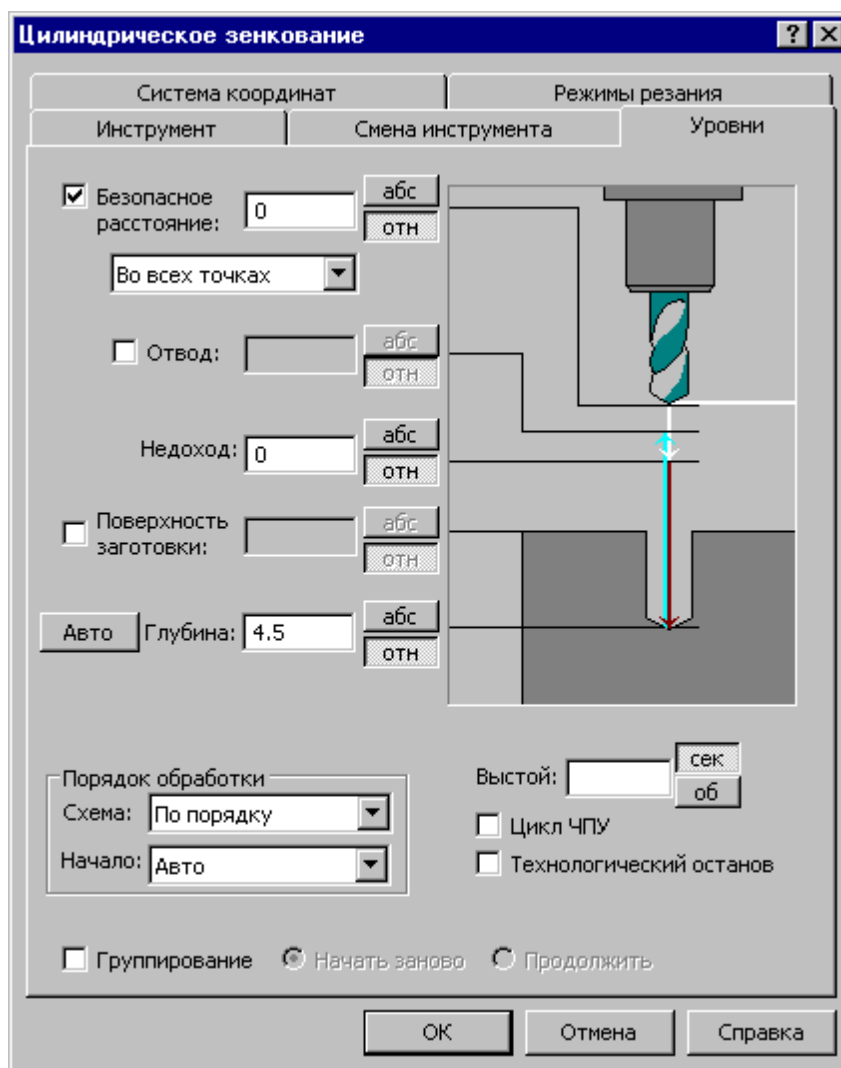 Цилиндрическое зенкование
Система координат
Режимы резания
Инструмент
Смена инструмента
Уровни
Безопасное
расстояние:
0
абс
отн
Во всех точках
Отвод:
абс
отн
Недоход:
0
абс
отн
Поверхность
заготовки:
абс
отн
Авто
Глубина:
4.5
абс
отн
Порядок обработки
Схема:
По порядку
Начало:
Авто
Выстой:
сек
об
Цикл ЧПУ
Технологический останов
Группирование
Начать заново
Продолжить
ОК
Отмена
Справка